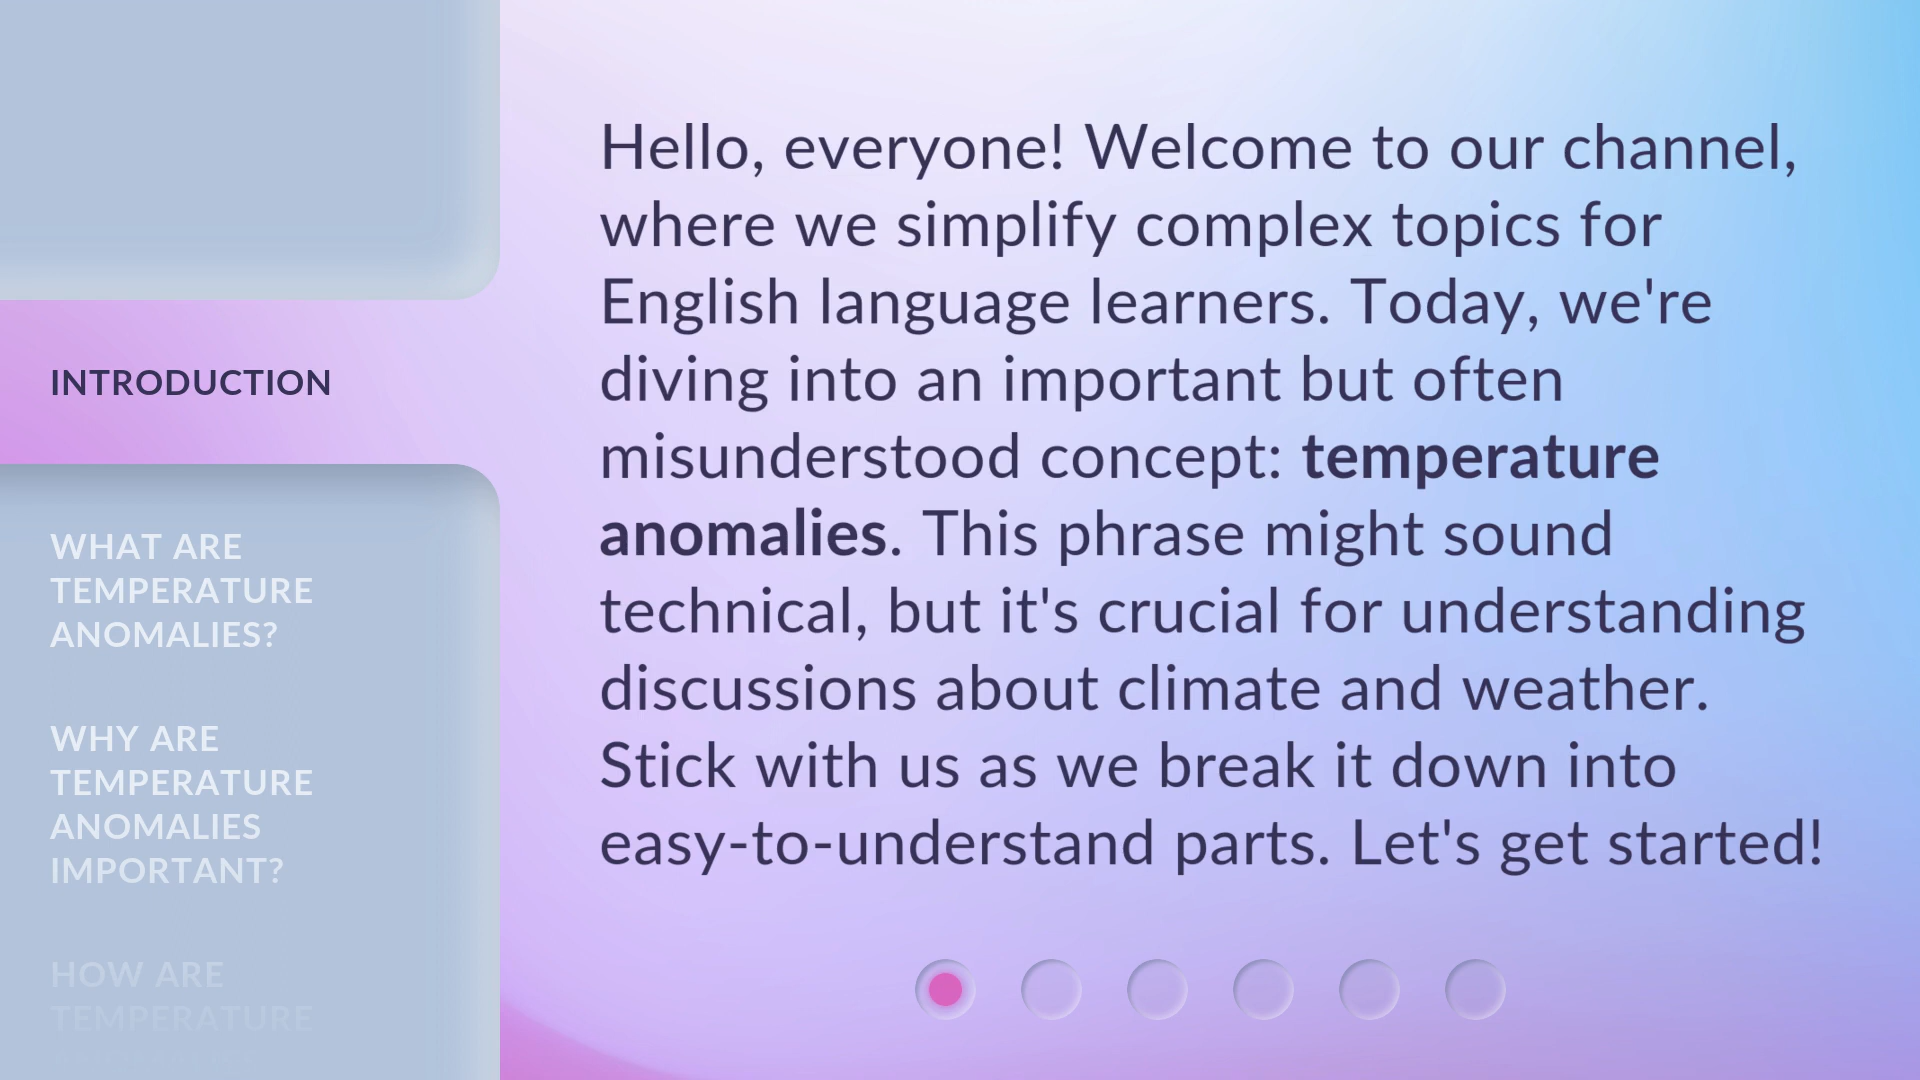 INTRODUCTION
WHAT ARE
TEMPERATURE
ANOMALIES?
WHY ARE
TEMPERATURE
ANOMALIES
IMPORTANT?
HOW ARE
TEMPERATURE
Hello, everyone! Welcome to our channel,
where we simplify complex topics for
English language learners. Today, we're
diving into an important but often
misunderstood concept: temperature
anomalies. This phrase might sound
technical, but it's crucial for understanding
discussions about climate and weather.
Stick with us as we break it down into
easy-to-understand parts. Let's get started!